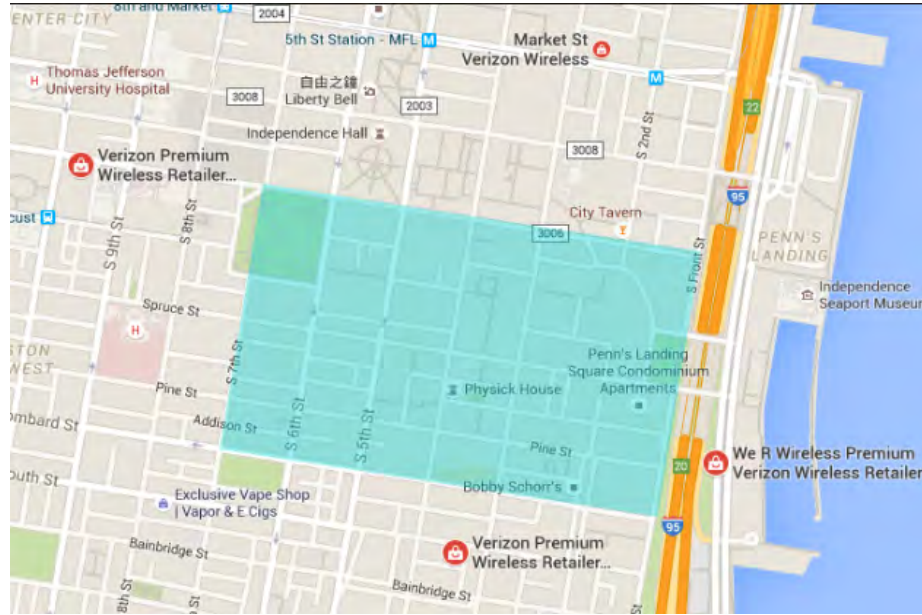 ENTER-CITY
8th and Market
2004
5th St Station - MFL
M
Market St
Verizon Wireless
M
H
Thomas Jefferson
University Hospital
自由之鐘
Liberty Bell
3008
2003
22
Independence Hall
3008
S 2nd St
Verizon Premium
Wireless Retailer...
95
cust
S 9th St
S 8th St
City Tavern
3006
PENN'S
LANDING
S Front St
Independence
Seaport Museum
Spruce St
H
STON
WEST
S 7th St
Penn's Landing
Square Condominium
Apartments
Physick House
Pine St
ombard St
Addison St
S 6th St
S 5th St
Pine St
We R Wireless Premium
Verizon Wireless Retailer
20
outh St
Bobby Schorr's
Exclusive Vape Shop
| Vapor & E Cigs
95
Bainbridge St
Verizon Premium
Wireless Retailer...
Bainbridge St
8th St